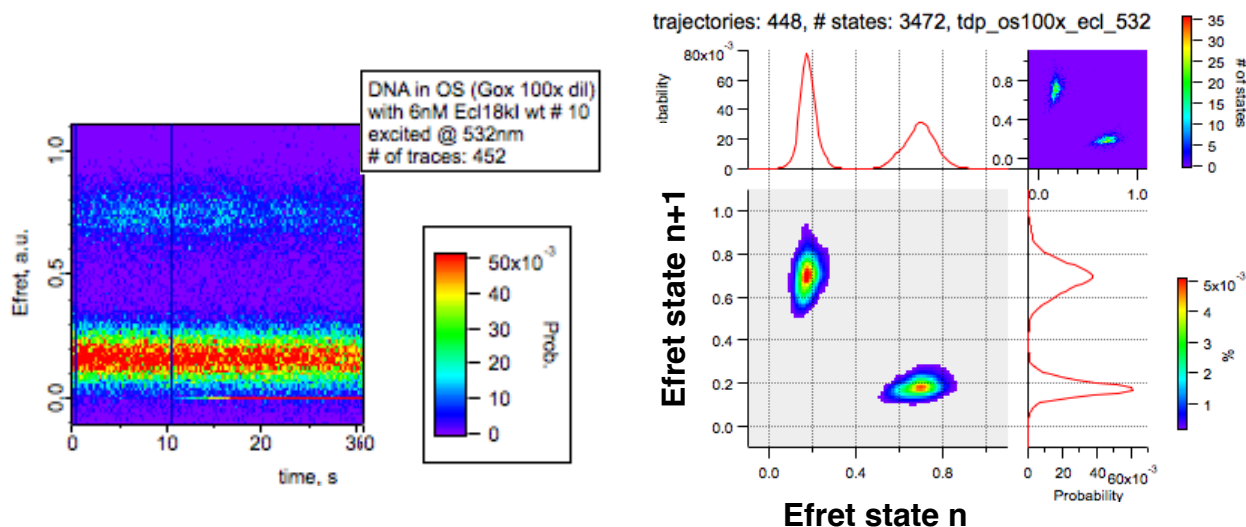 DNA in OS (Gox 100x dil)
with 6nM Ecl18kI wt # 10
excited @ 532nm
# of traces: 452
Efret, a.u.
1.0
0.5
0.0
0
10
20
30
0
time, s
50x10-3
40
30
20
10
0
Prob.
trajectories: 448, # states: 3472, tdp_os100x_ecl_532
80x10-3
60
40
20
0
0.8
0.4
0.0
0.0
1.0
35
30
25
20
15
10
5
0
# of states
Efret state n+1
1.0
0.8
0.6
0.4
0.2
0.0
0.0
0.4
0.8
Efret state n
0
20
40
60x10-3
Probability
5x10-3
4
3
2
1
%